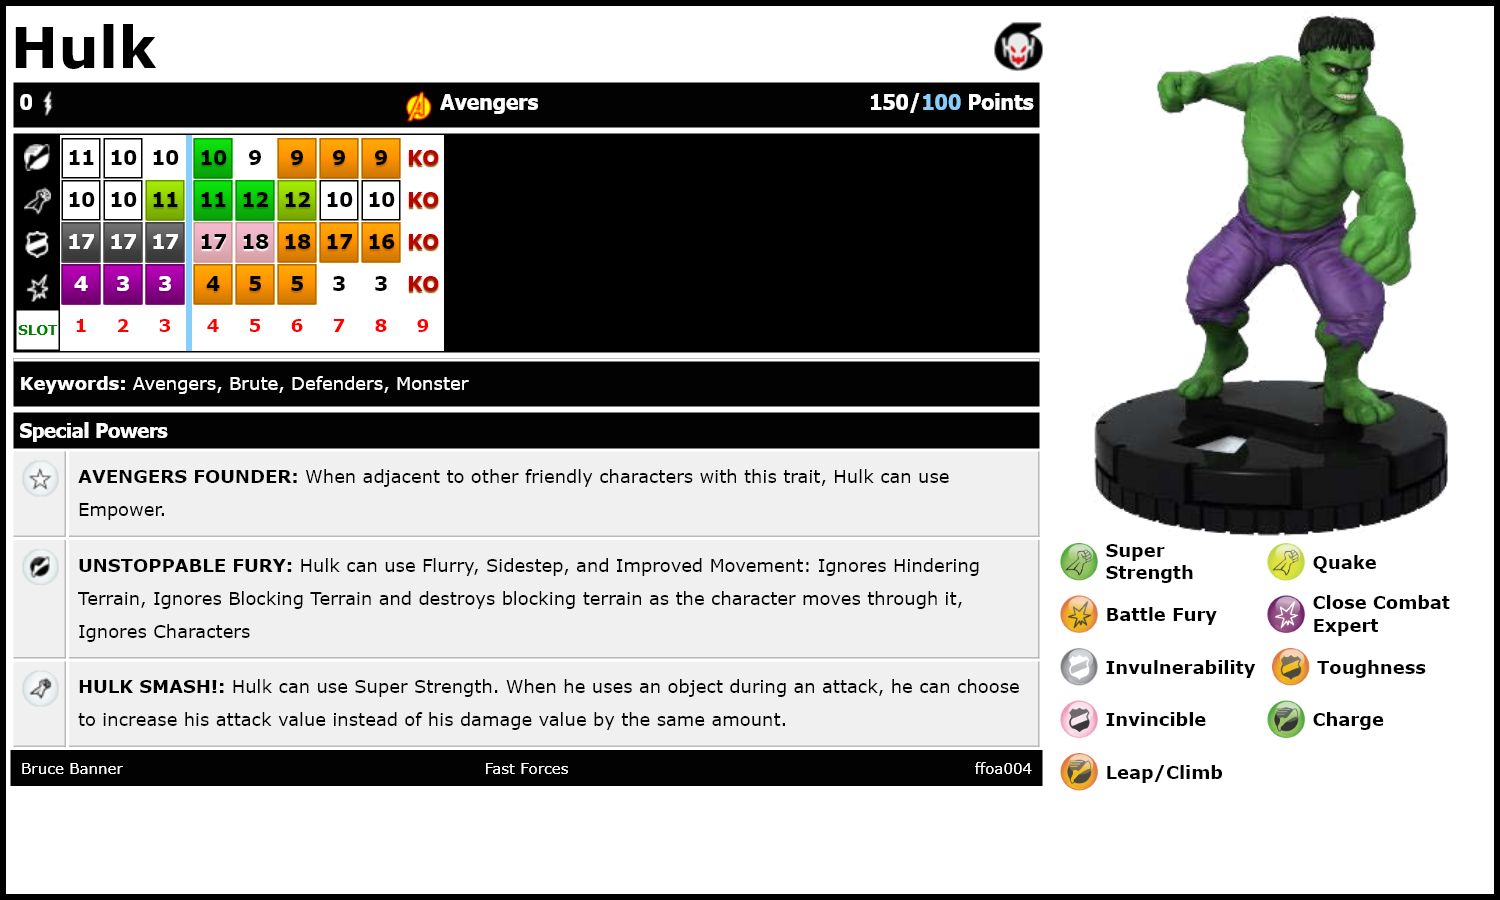 Hulk
0 Avengers 150/100 Points
11 10 10 10 9 9 9 9 KO
10 10 11 11 12 12 10 10 KO
17 17 17 17 18 18 17 16 KO
4 3 3 4 5 5 3 3 KO
SLOT 1 2 3 4 5 6 7 8 9
Keywords: Avengers, Brute, Defenders, Monster
Special Powers
AVENGERS FOUNDER: When adjacent to other friendly characters with this trait, Hulk can use
Empower.
UNSTOPPABLE FURY: Hulk can use Flurry, Sidestep, and Improved Movement: Ignores Hindering
Terrain, Ignores Blocking Terrain and destroys blocking terrain as the character moves through it,
Ignores Characters
HULK SMASH!: Hulk can use Super Strength. When he uses an object during an attack, he can choose
to increase his attack value instead of his damage value by the same amount.
Bruce Banner Fast Forces ffoa004
Super
Strength
Quake
Battle Fury
Close Combat
Expert
Invulnerability
Toughness
Invincible
Charge
Leap/Climb